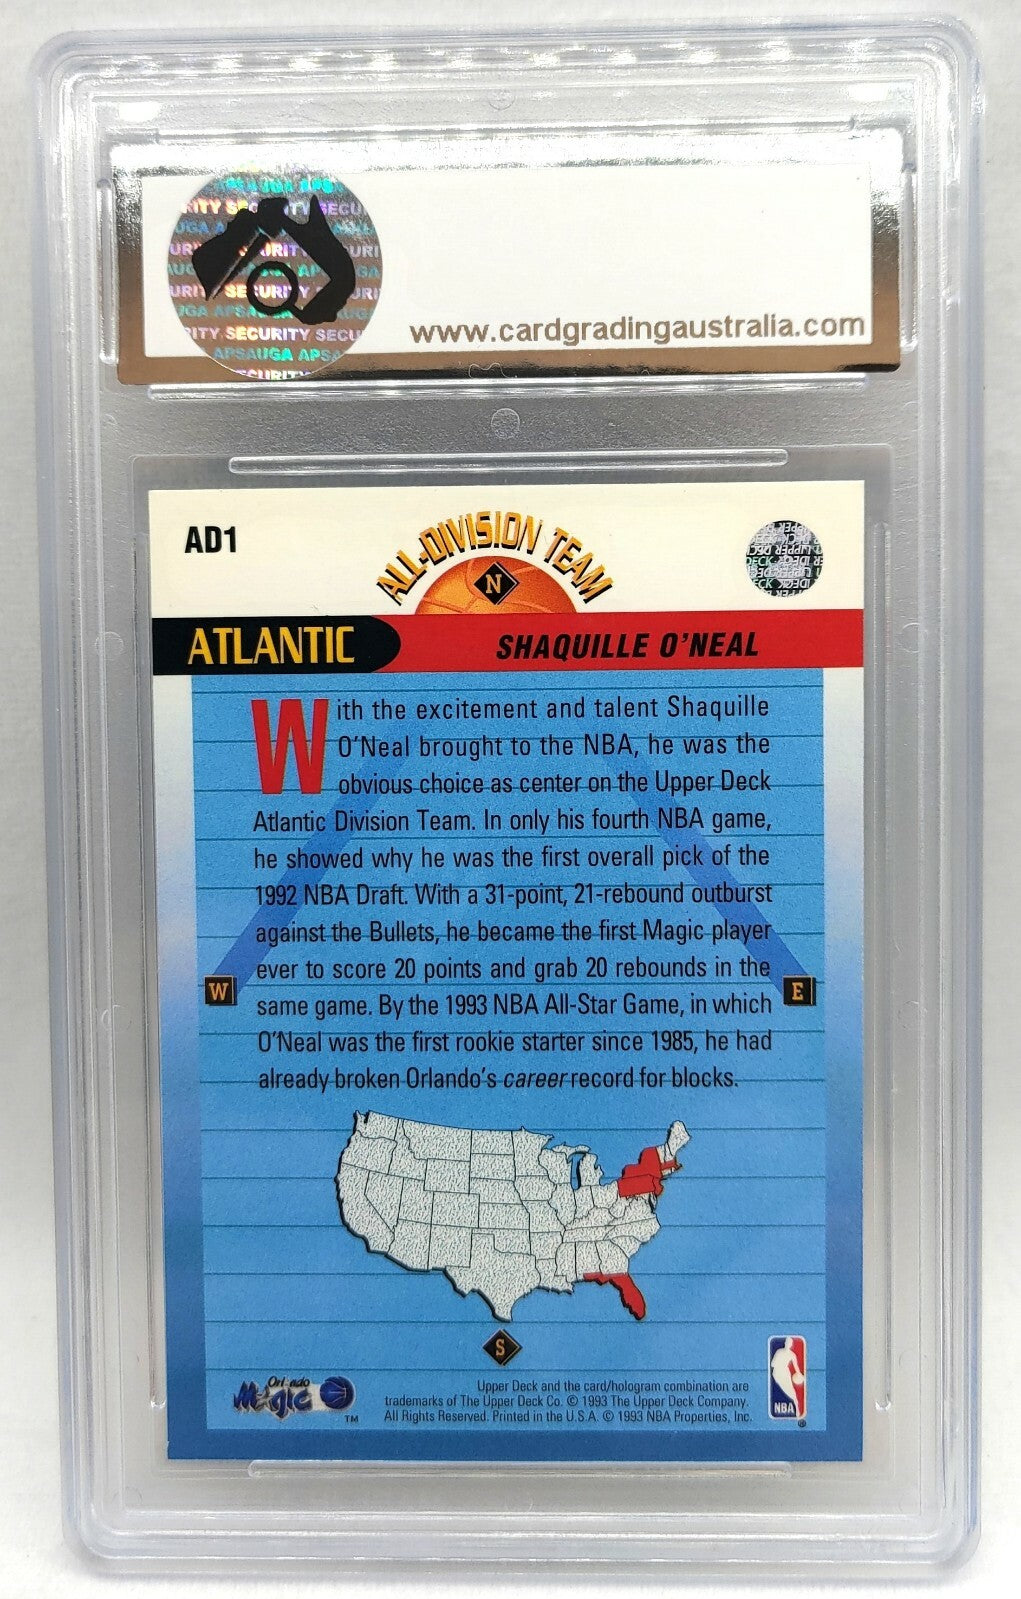 APSAUGA APSA
SECURITY SECU
www.cardgradingaustralia.com
AD1
ALL-DIVISION TEAM
N
UPPER DECK
ATLANTIC
SHAQUILLE O'NEAL
With the excitement and talent Shaquille
O'Neal brought to the NBA, he was the
obvious choice as center on the Upper Deck
Atlantic Division Team. In only his fourth NBA game,
he showed why he was the first overall pick of the
1992 NBA Draft. With a 31-point, 21-rebound outburst
against the Bullets, he became the first Magic player
ever to score 20 points and grab 20 rebounds in the
same game. By the 1993 NBA All-Star Game, in which
O'Neal was the first rookie starter since 1985, he had
already broken Orlando's career record for blocks.
W
E
S
Orlando
Magic
TM
Upper Deck and the card/hologram combination are
trademarks of The Upper Deck Co. © 1993 The Upper Deck Company.
All Rights Reserved. Printed in the U.S.A. © 1993 NBA Properties, Inc.
NBA
®